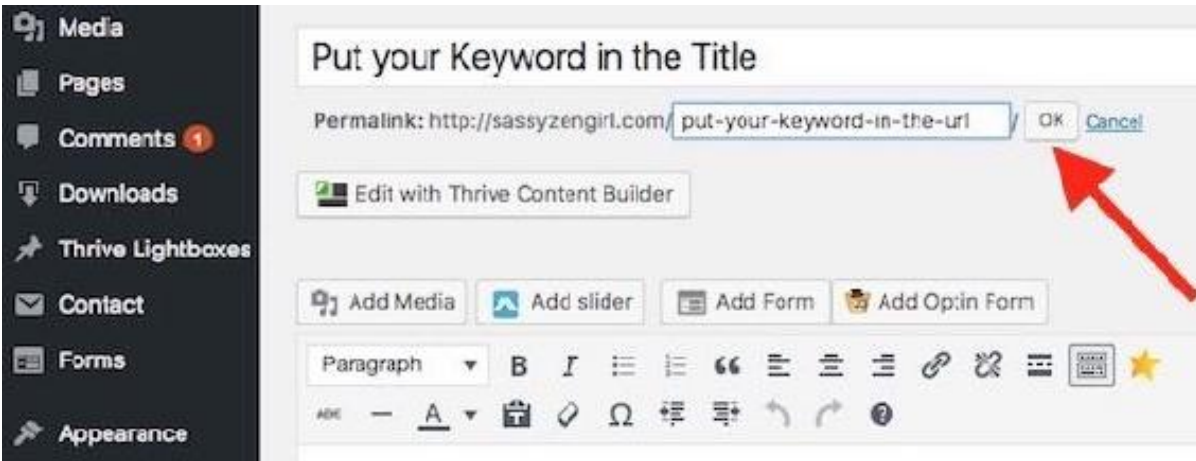 Media
Pages
Comments 1
Downloads
Thrive Lightboxes
Contact
Forms
Appearance
Put your Keyword in the Title
Permalink: http://sassyzengirl.com/ put-your-keyword-in-the-url / OK Cancel
Edit with Thrive Content Builder
Add Media Add slider Add Form Add Optin Form
Paragraph B I
ABC A Ω